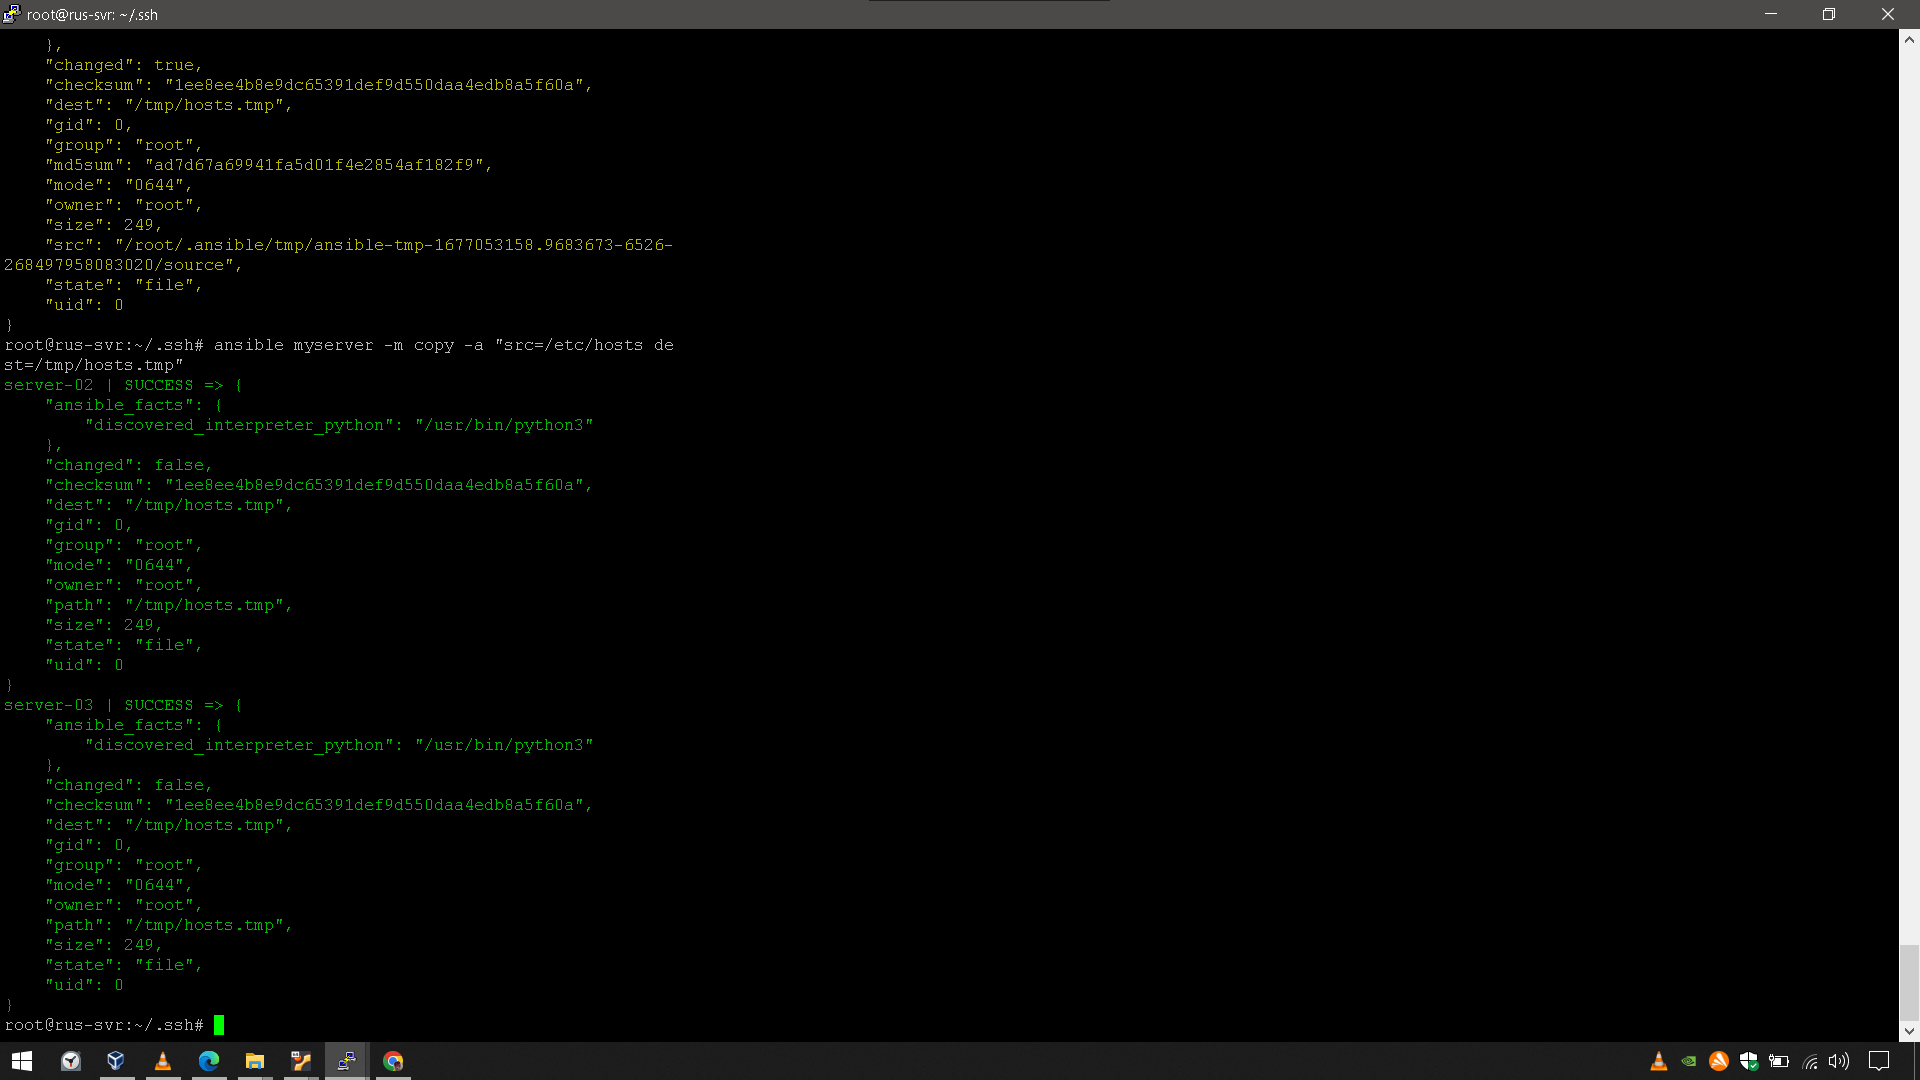 root@rus-svr: ~/.ssh
    },
    "changed": true,
    "checksum": "1ee8ee4b8e9dc65391def9d550daa4edb8a5f60a",
    "dest": "/tmp/hosts.tmp",
    "gid": 0,
    "group": "root",
    "md5sum": "ad7d67a69941fa5d01f4e2854af182f9",
    "mode": "0644",
    "owner": "root",
    "size": 249,
    "src": "/root/.ansible/tmp/ansible-tmp-1677053158.9683673-6526-
268497958083020/source",
    "state": "file",
    "uid": 0
}
root@rus-svr:~/.ssh# ansible myserver -m copy -a "src=/etc/hosts de
st=/tmp/hosts.tmp"
server-02 | SUCCESS => {
    "ansible_facts": {
        "discovered_interpreter_python": "/usr/bin/python3"
    },
    "changed": false,
    "checksum": "1ee8ee4b8e9dc65391def9d550daa4edb8a5f60a",
    "dest": "/tmp/hosts.tmp",
    "gid": 0,
    "group": "root",
    "mode": "0644",
    "owner": "root",
    "path": "/tmp/hosts.tmp",
    "size": 249,
    "state": "file",
    "uid": 0
}
server-03 | SUCCESS => {
    "ansible_facts": {
        "discovered_interpreter_python": "/usr/bin/python3"
    },
    "changed": false,
    "checksum": "1ee8ee4b8e9dc65391def9d550daa4edb8a5f60a",
    "dest": "/tmp/hosts.tmp",
    "gid": 0,
    "group": "root",
    "mode": "0644",
    "owner": "root",
    "path": "/tmp/hosts.tmp",
    "size": 249,
    "state": "file",
    "uid": 0
}
root@rus-svr:~/.ssh#